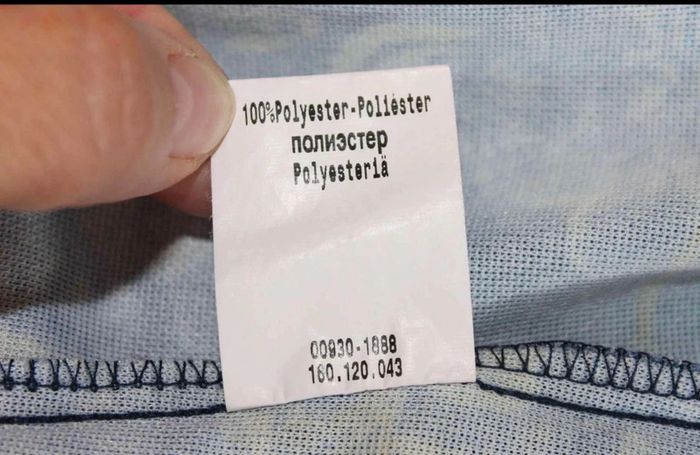 100%Polyester-Poliéster
полиэстер
Polyesteriä
00930-1888
160.120.043